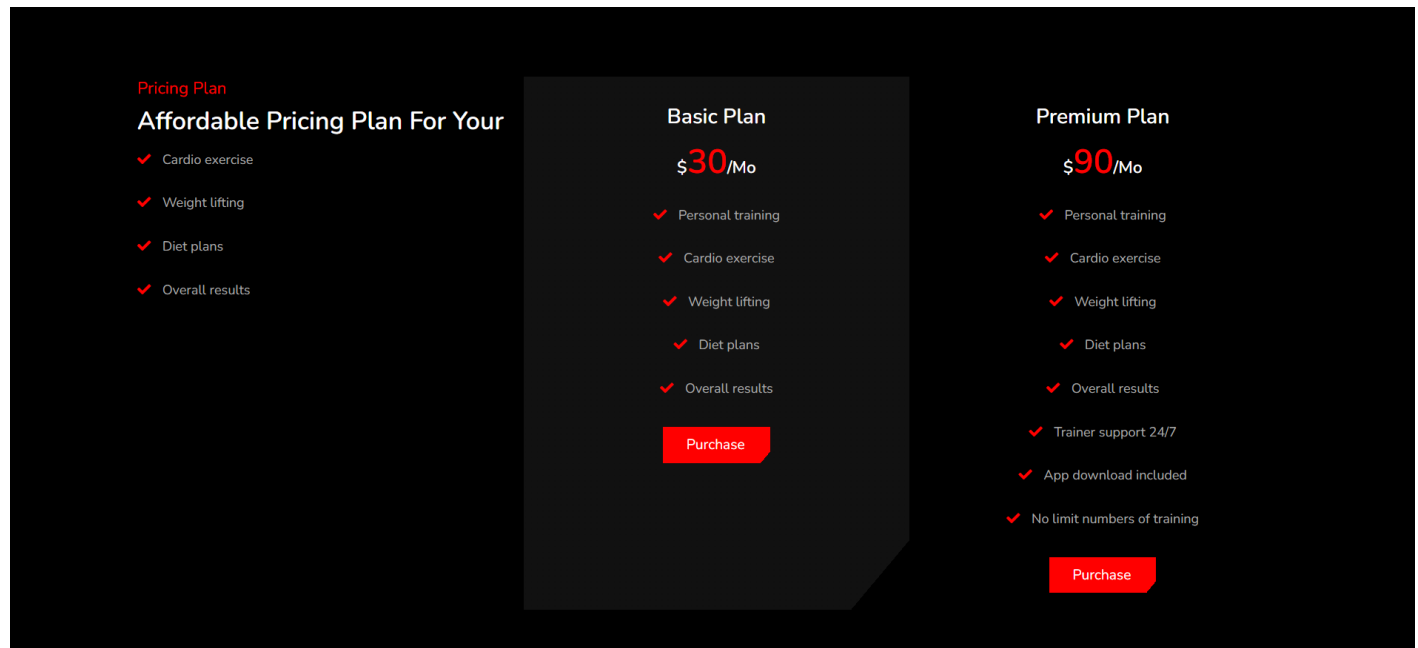 Pricing Plan
Affordable Pricing Plan For Your
Cardio exercise
Weight lifting
Diet plans
Overall results
Basic Plan
$30/Mo
Personal training
Cardio exercise
Weight lifting
Diet plans
Overall results
Purchase
Premium Plan
$90/Mo
Personal training
Cardio exercise
Weight lifting
Diet plans
Overall results
Trainer support 24/7
App download included
No limit numbers of training
Purchase